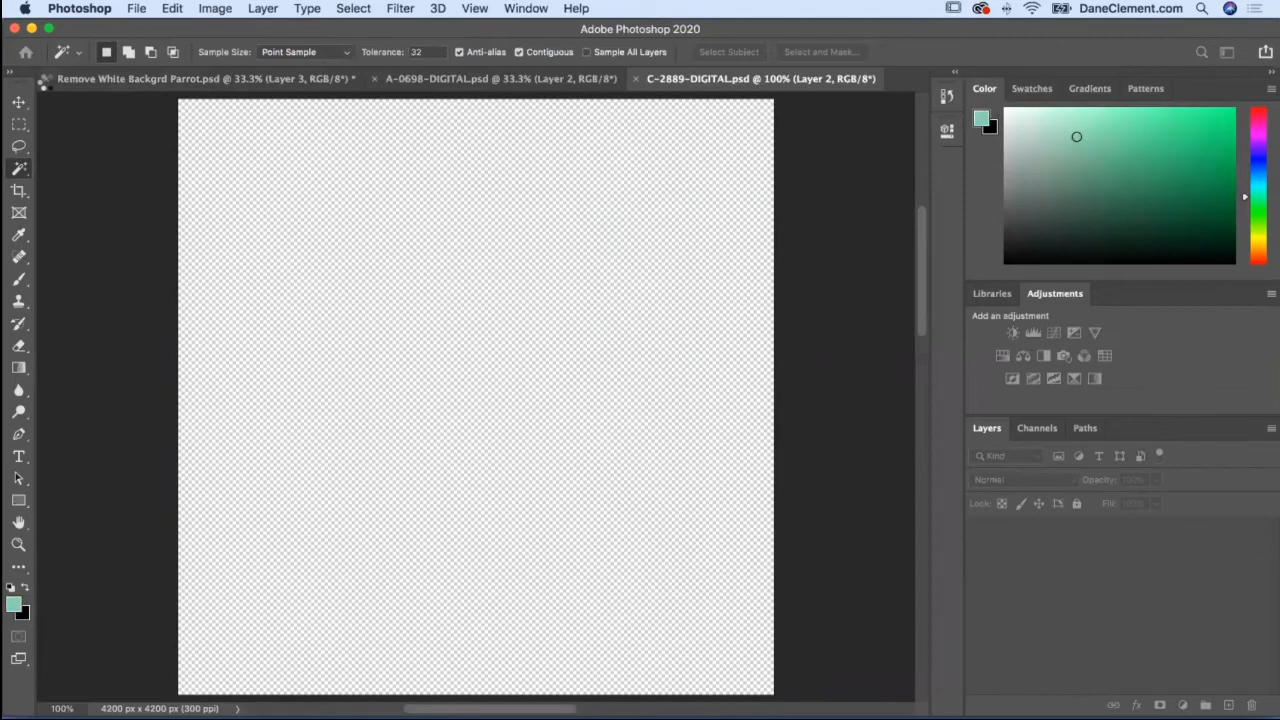 Photoshop File Edit Image Layer Type Select Filter 3D View Window Help DaneClement.com
Adobe Photoshop 2020
Sample Size: Point Sample Tolerance: 32 Anti-alias Contiguous Sample All Layers Select Subject Select and Mask...
Remove White Backgrd Parrot.psd @ 33.3% (Layer 3, RGB/8*) * × A-0698-DIGITAL.psd @ 33.3% (Layer 2, RGB/8*) × C-2889-DIGITAL.psd @ 100% (Layer 2, RGB/8*)
Color Swatches Gradients Patterns
Libraries Adjustments
Add an adjustment
Layers Channels Paths
Kind
Normal Opacity: 100%
Lock: Fill: 100%
100% 4200 px x 4200 px (300 ppi)